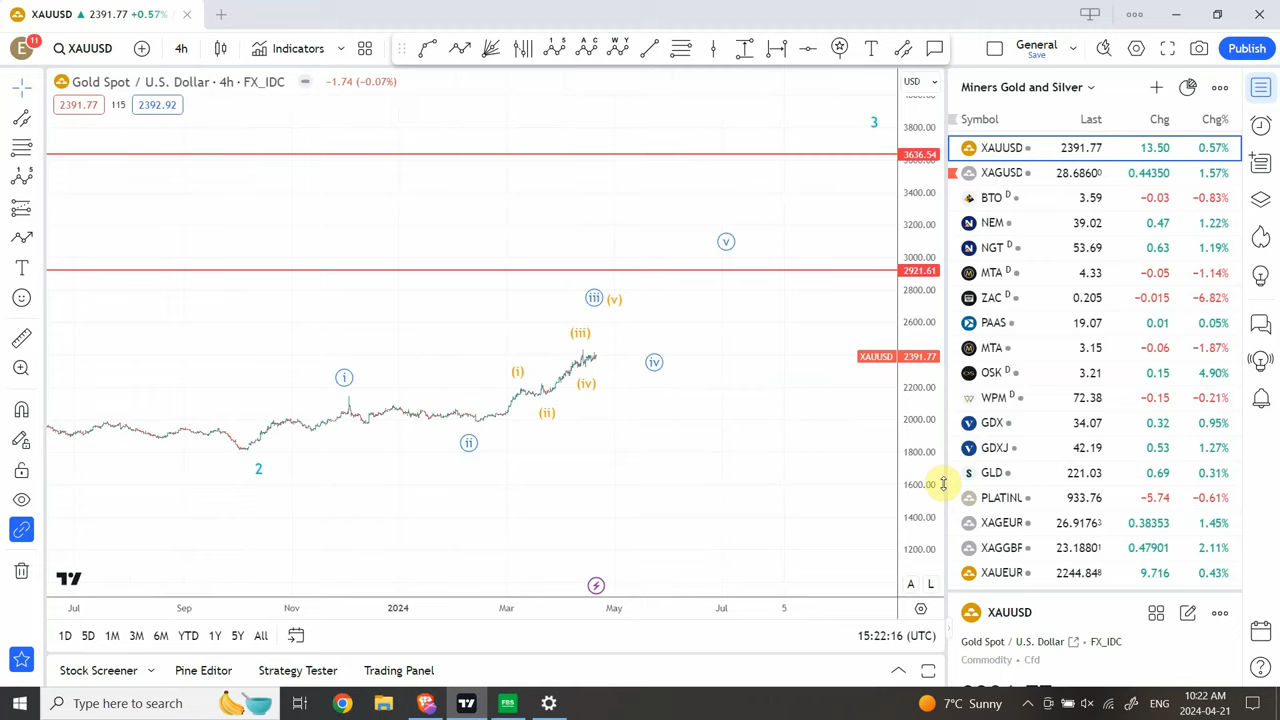 XAUUSD ▲ 2391.77 +0.57%
E 11 XAUUSD 4h Indicators General Save Publish
Gold Spot / U.S. Dollar · 4h · FX_IDC −1.74 (−0.07%) USD
2391.77 115 2392.92
Miners Gold and Silver
Symbol Last Chg Chg%
XAUUSD 2391.77 13.50 0.57%
XAGUSD 28.6860 0.44350 1.57%
BTO D 3.59 −0.03 −0.83%
NEM 39.02 0.47 1.22%
NGT D 53.69 0.63 1.19%
MTA D 4.33 −0.05 −1.14%
ZAC D 0.205 −0.015 −6.82%
PAAS 19.07 0.01 0.05%
MTA 3.15 −0.06 −1.87%
OSK D 3.21 0.15 4.90%
WPM D 72.38 −0.15 −0.21%
GDX 34.07 0.32 0.95%
GDXJ 42.19 0.53 1.27%
GLD 221.03 0.69 0.31%
PLATINU 933.76 −5.74 −0.61%
XAGEUR 26.9176³ 0.38353 1.45%
XAGGBP 23.1880¹ 0.47901 2.11%
XAUEUR 2244.84⁸ 9.716 0.43%
3
3800.00
3636.54
3400.00
3200.00
v
3000.00
2921.61
2800.00
iii (v)
2600.00
(iii)
XAUUSD 2391.77
iv
(i)
i
(iv)
2200.00
(ii)
2000.00
ii
1800.00
2
1600.00
1400.00
1200.00
A L
Jul Sep Nov 2024 Mar May Jul 5
1D 5D 1M 3M 6M YTD 1Y 5Y All 15:22:16 (UTC)
Stock Screener Pine Editor Strategy Tester Trading Panel
XAUUSD
Gold Spot / U.S. Dollar • FX_IDC
Commodity • Cfd
Type here to search FBS 7°C Sunny ENG 10:22 AM
2024-04-21